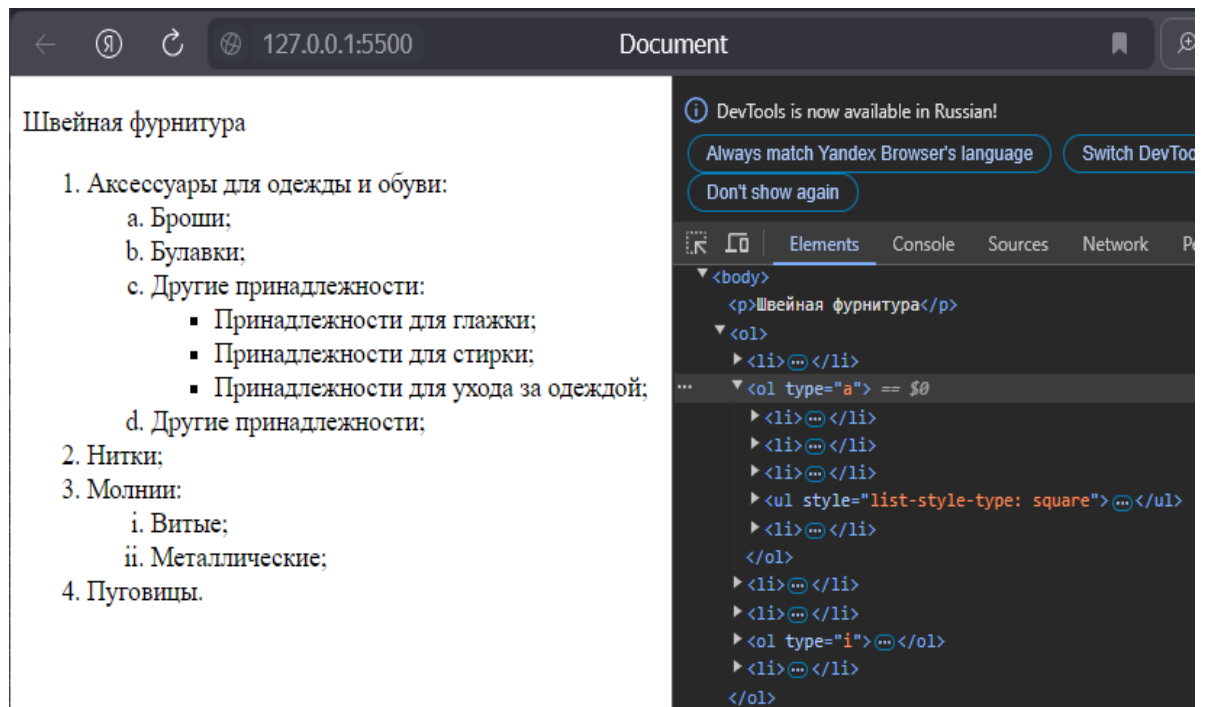 127.0.0.1:5500 Document
Швейная фурнитура
1. Аксессуары для одежды и обуви:
a. Броши;
b. Булавки;
c. Другие принадлежности:
▪ Принадлежности для глажки;
▪ Принадлежности для стирки;
▪ Принадлежности для ухода за одеждой;
d. Другие принадлежности;
2. Нитки;
3. Молнии:
i. Витые;
ii. Металлические;
4. Пуговицы.
DevTools is now available in Russian!
Always match Yandex Browser's language Switch DevToo
Don't show again
Elements Console Sources Network Pe
<body>
<p>Швейная фурнитура</p>
<ol>
<li>…</li>
<ol type="a"> == $0
<li>…</li>
<li>…</li>
<li>…</li>
<ul style="list-style-type: square">…</ul>
<li>…</li>
</ol>
<li>…</li>
<li>…</li>
<ol type="i">…</ol>
<li>…</li>
</ol>